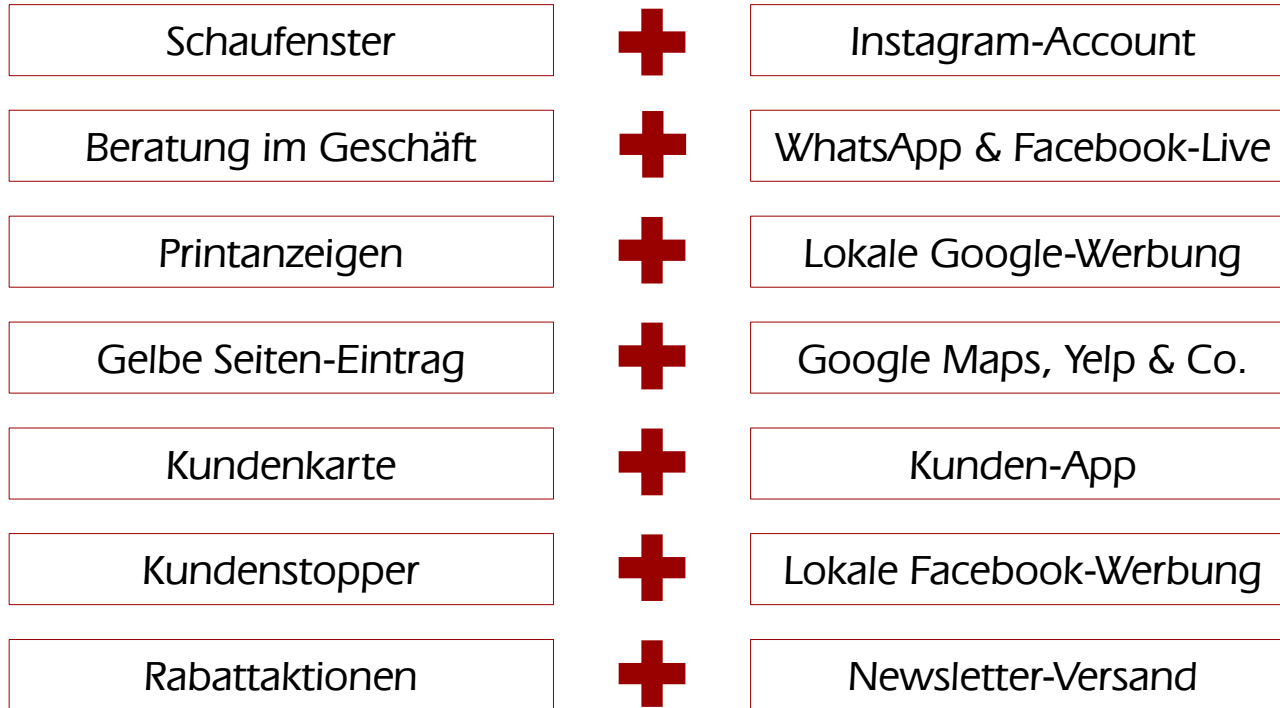 Schaufenster
Instagram-Account
Beratung im Geschäft
WhatsApp & Facebook-Live
Printanzeigen
Lokale Google-Werbung
Gelbe Seiten-Eintrag
Google Maps, Yelp & Co.
Kundenkarte
Kunden-App
Kundenstopper
Lokale Facebook-Werbung
Rabattaktionen
Newsletter-Versand